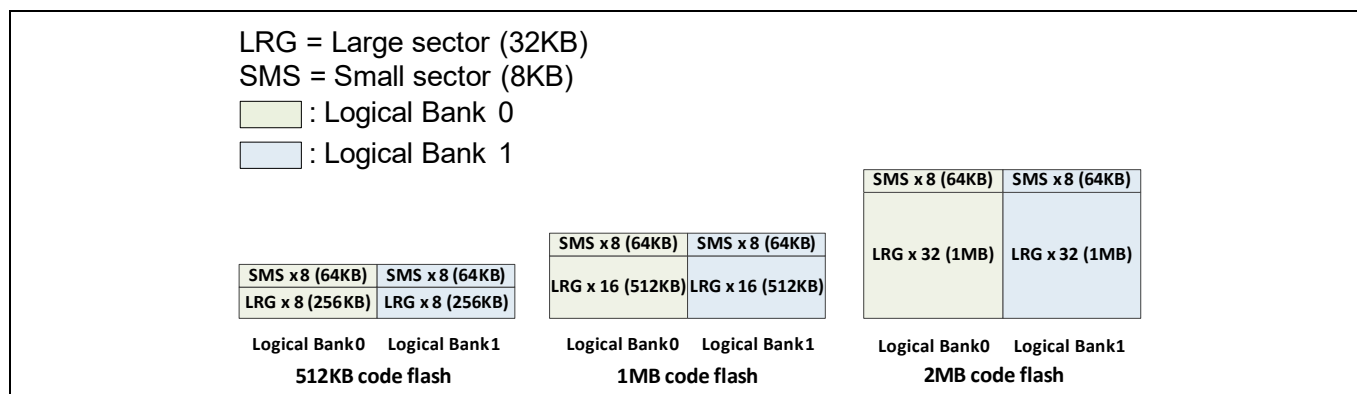 LRG = Large sector (32KB)
SMS = Small sector (8KB)
: Logical Bank 0
: Logical Bank 1
SMS x 8 (64KB) SMS x 8 (64KB)
LRG x 8 (256KB) LRG x 8 (256KB)
Logical Bank0 Logical Bank1
512KB code flash
SMS x 8 (64KB) SMS x 8 (64KB)
LRG x 16 (512KB) LRG x 16 (512KB)
Logical Bank0 Logical Bank1
1MB code flash
SMS x 8 (64KB) SMS x 8 (64KB)
LRG x 32 (1MB) LRG x 32 (1MB)
Logical Bank0 Logical Bank1
2MB code flash